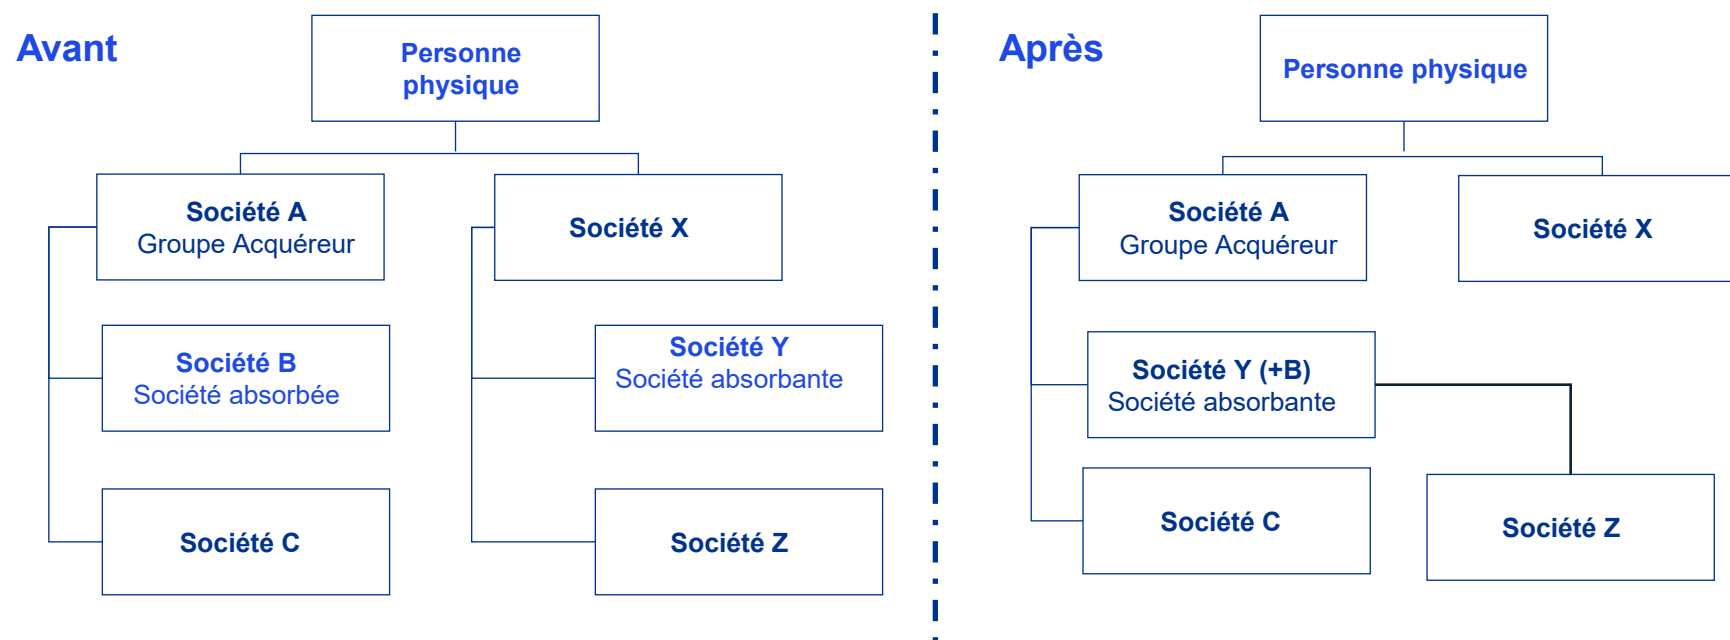 Avant
Personne
physique
Société A
Groupe Acquéreur
Société X
Société B
Société absorbée
Société Y
Société absorbante
Société C
Société Z
Après
Personne physique
Société A
Groupe Acquéreur
Société X
Société Y (+B)
Société absorbante
Société C
Société Z